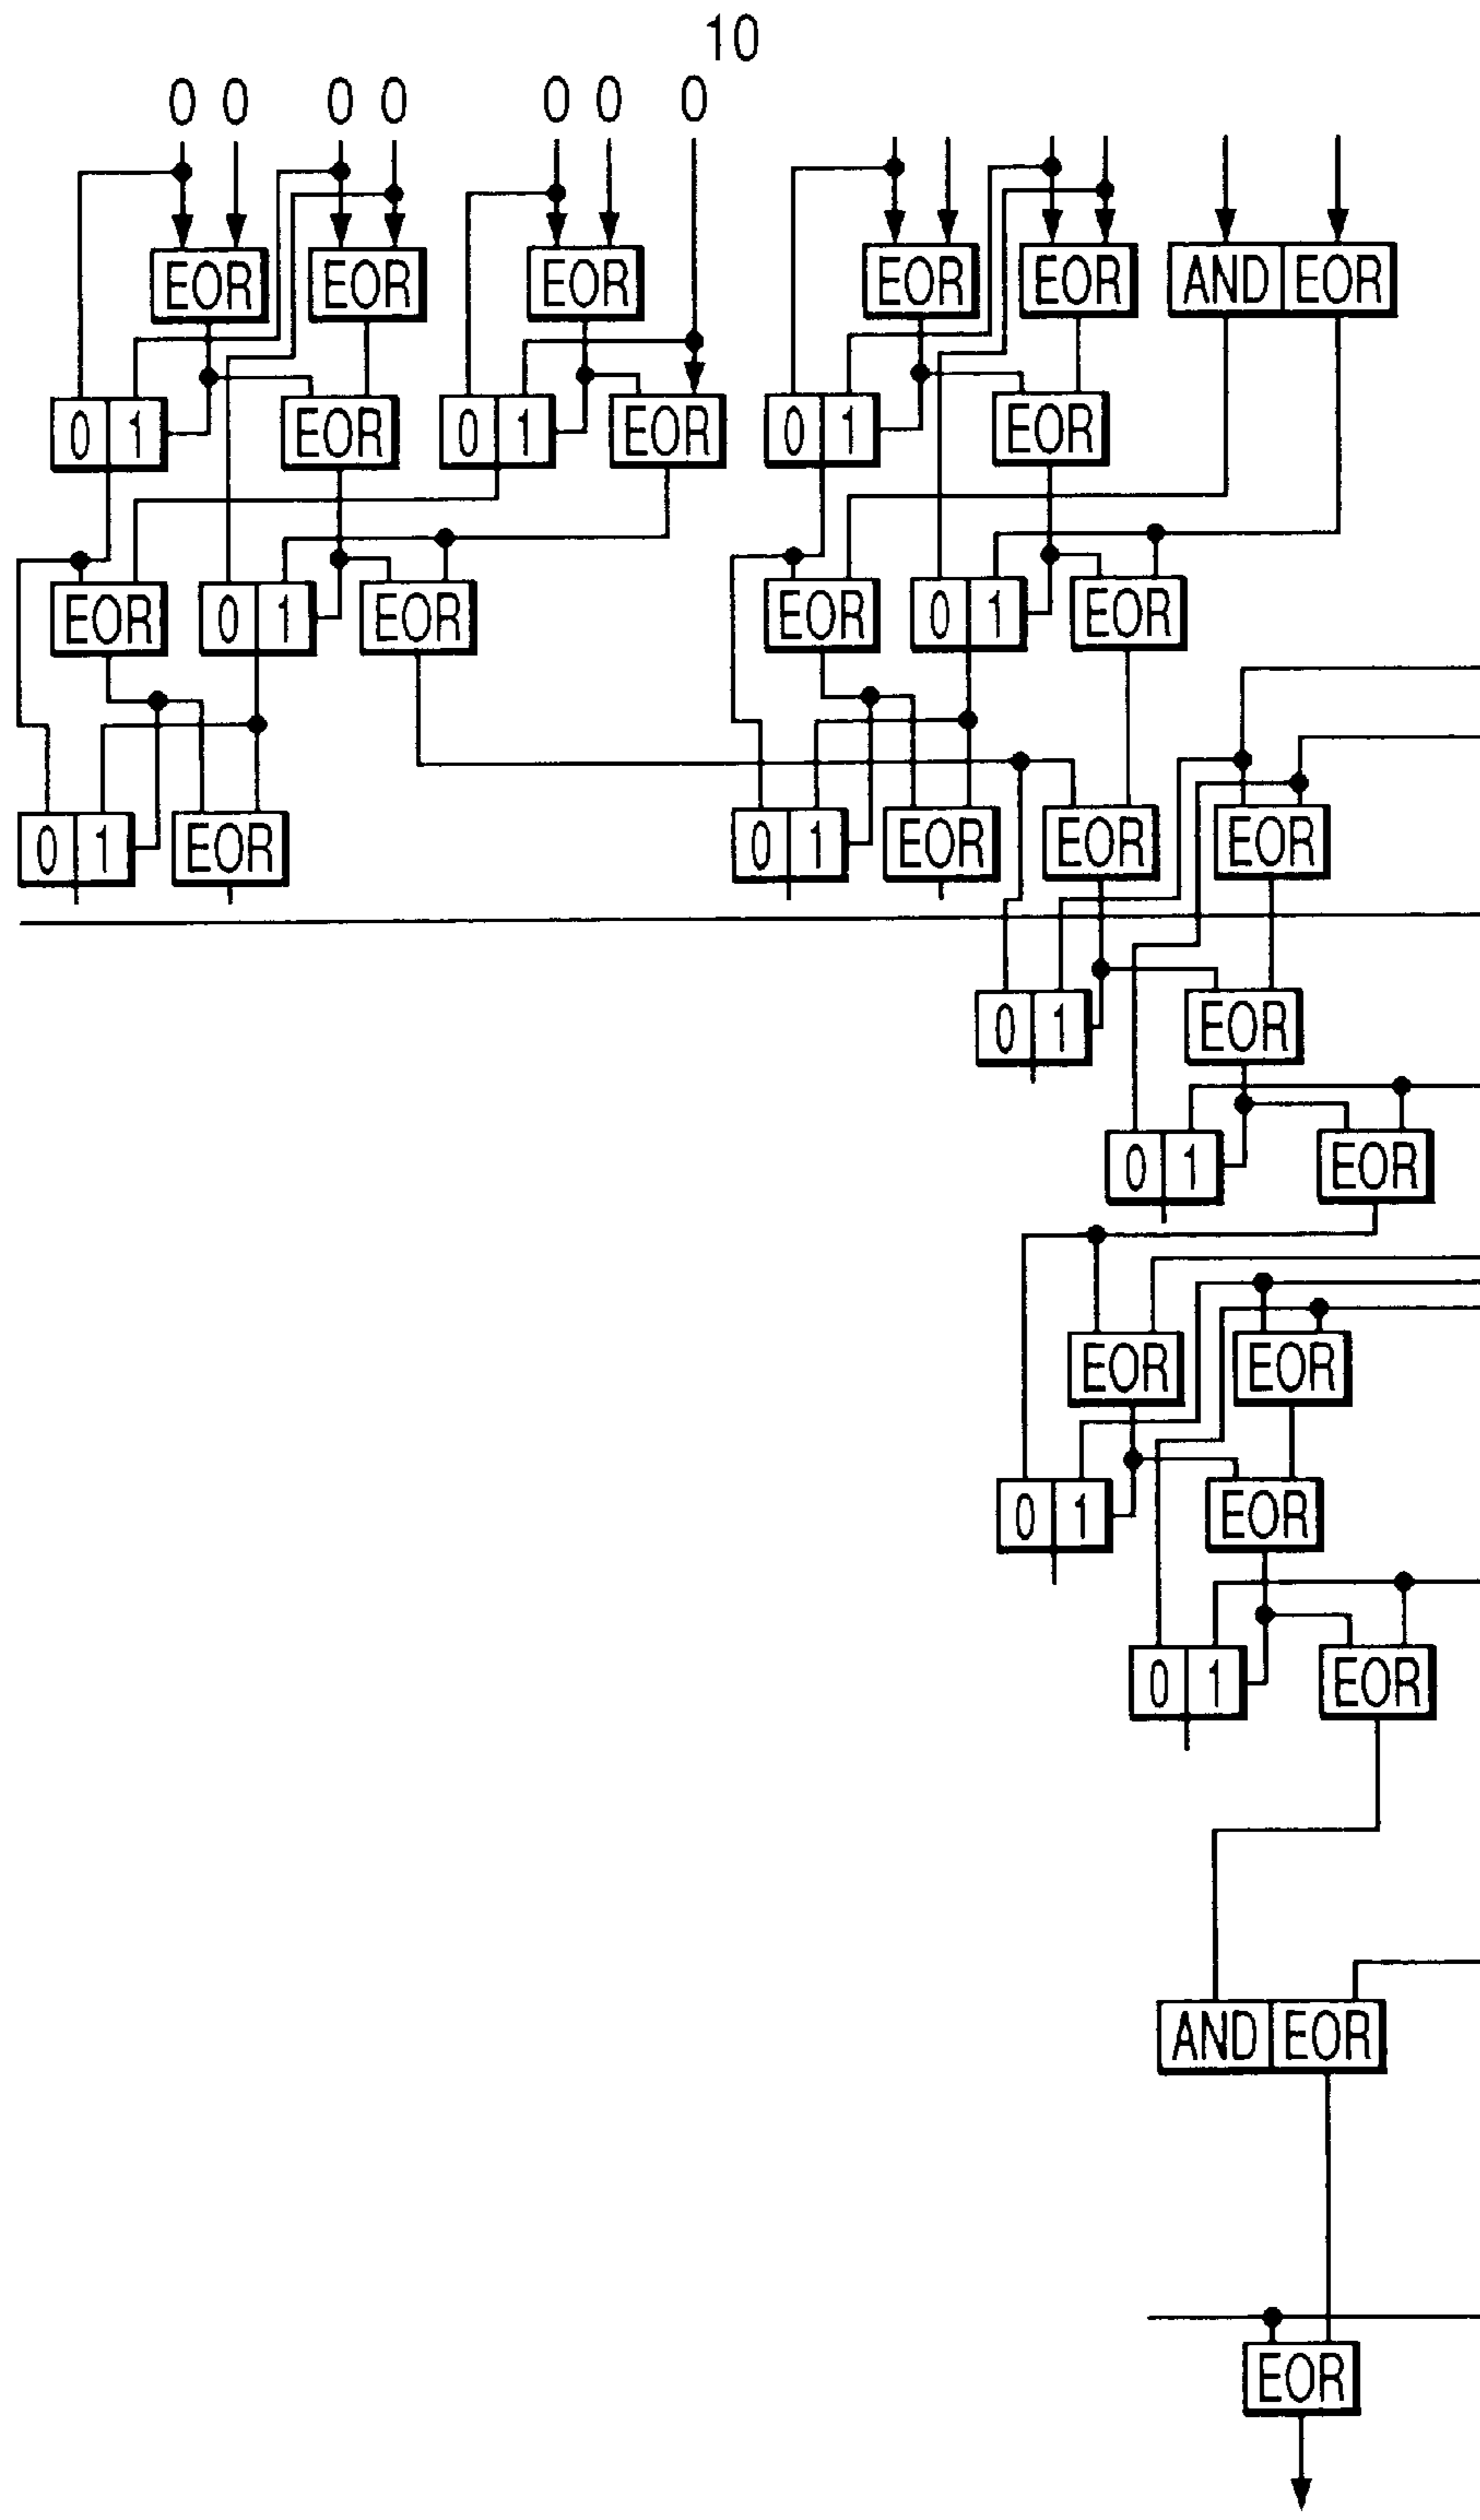 10
0 0 0 0 0 0 0
EOR EOR EOR EOR EOR AND EOR
0 1 EOR 0 1 EOR 0 1 EOR
EOR 0 1 EOR EOR 0 1 EOR
0 1 EOR 0 1 EOR EOR EOR
0 1 EOR
0 1 EOR
EOR EOR
0 1 EOR
0 1 EOR
AND EOR
EOR